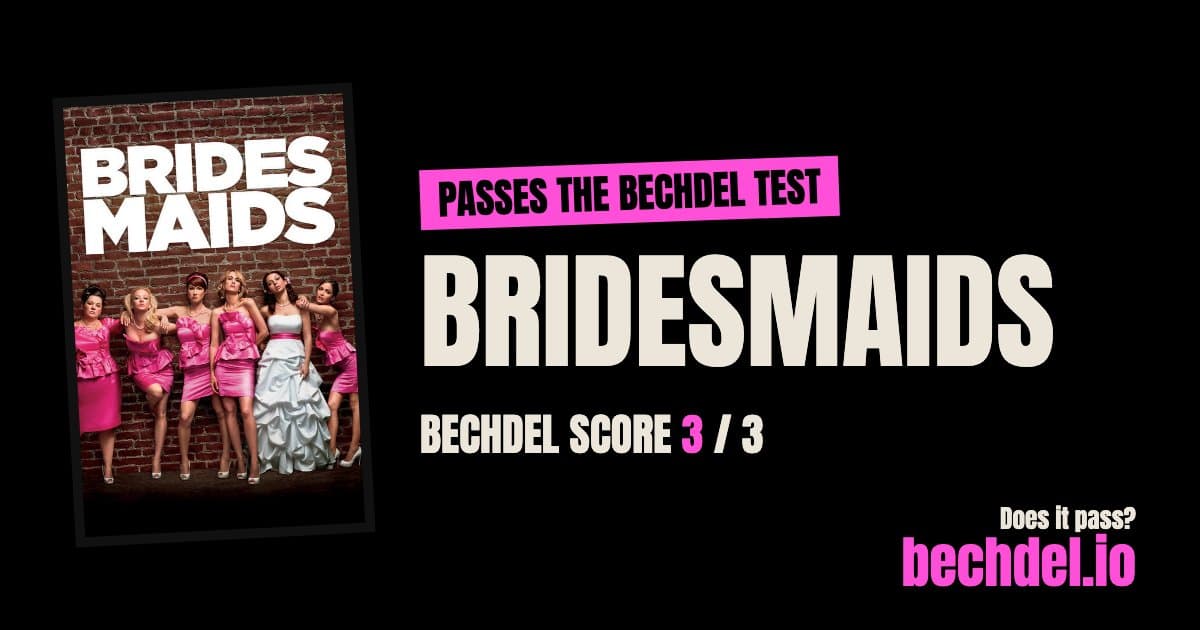 BRIDES
MAIDS
PASSES THE BECHDEL TEST
BRIDESMAIDS
BECHDEL SCORE 3 / 3
Does it pass?
bechdel.io